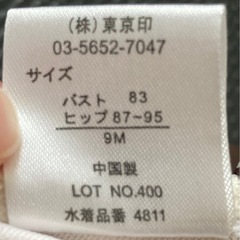 (株)東京印
03-5652-7047
サイズ
バスト 83
ヒップ 87~95
9M
中国製
LOT NO.400
水着品番 4811